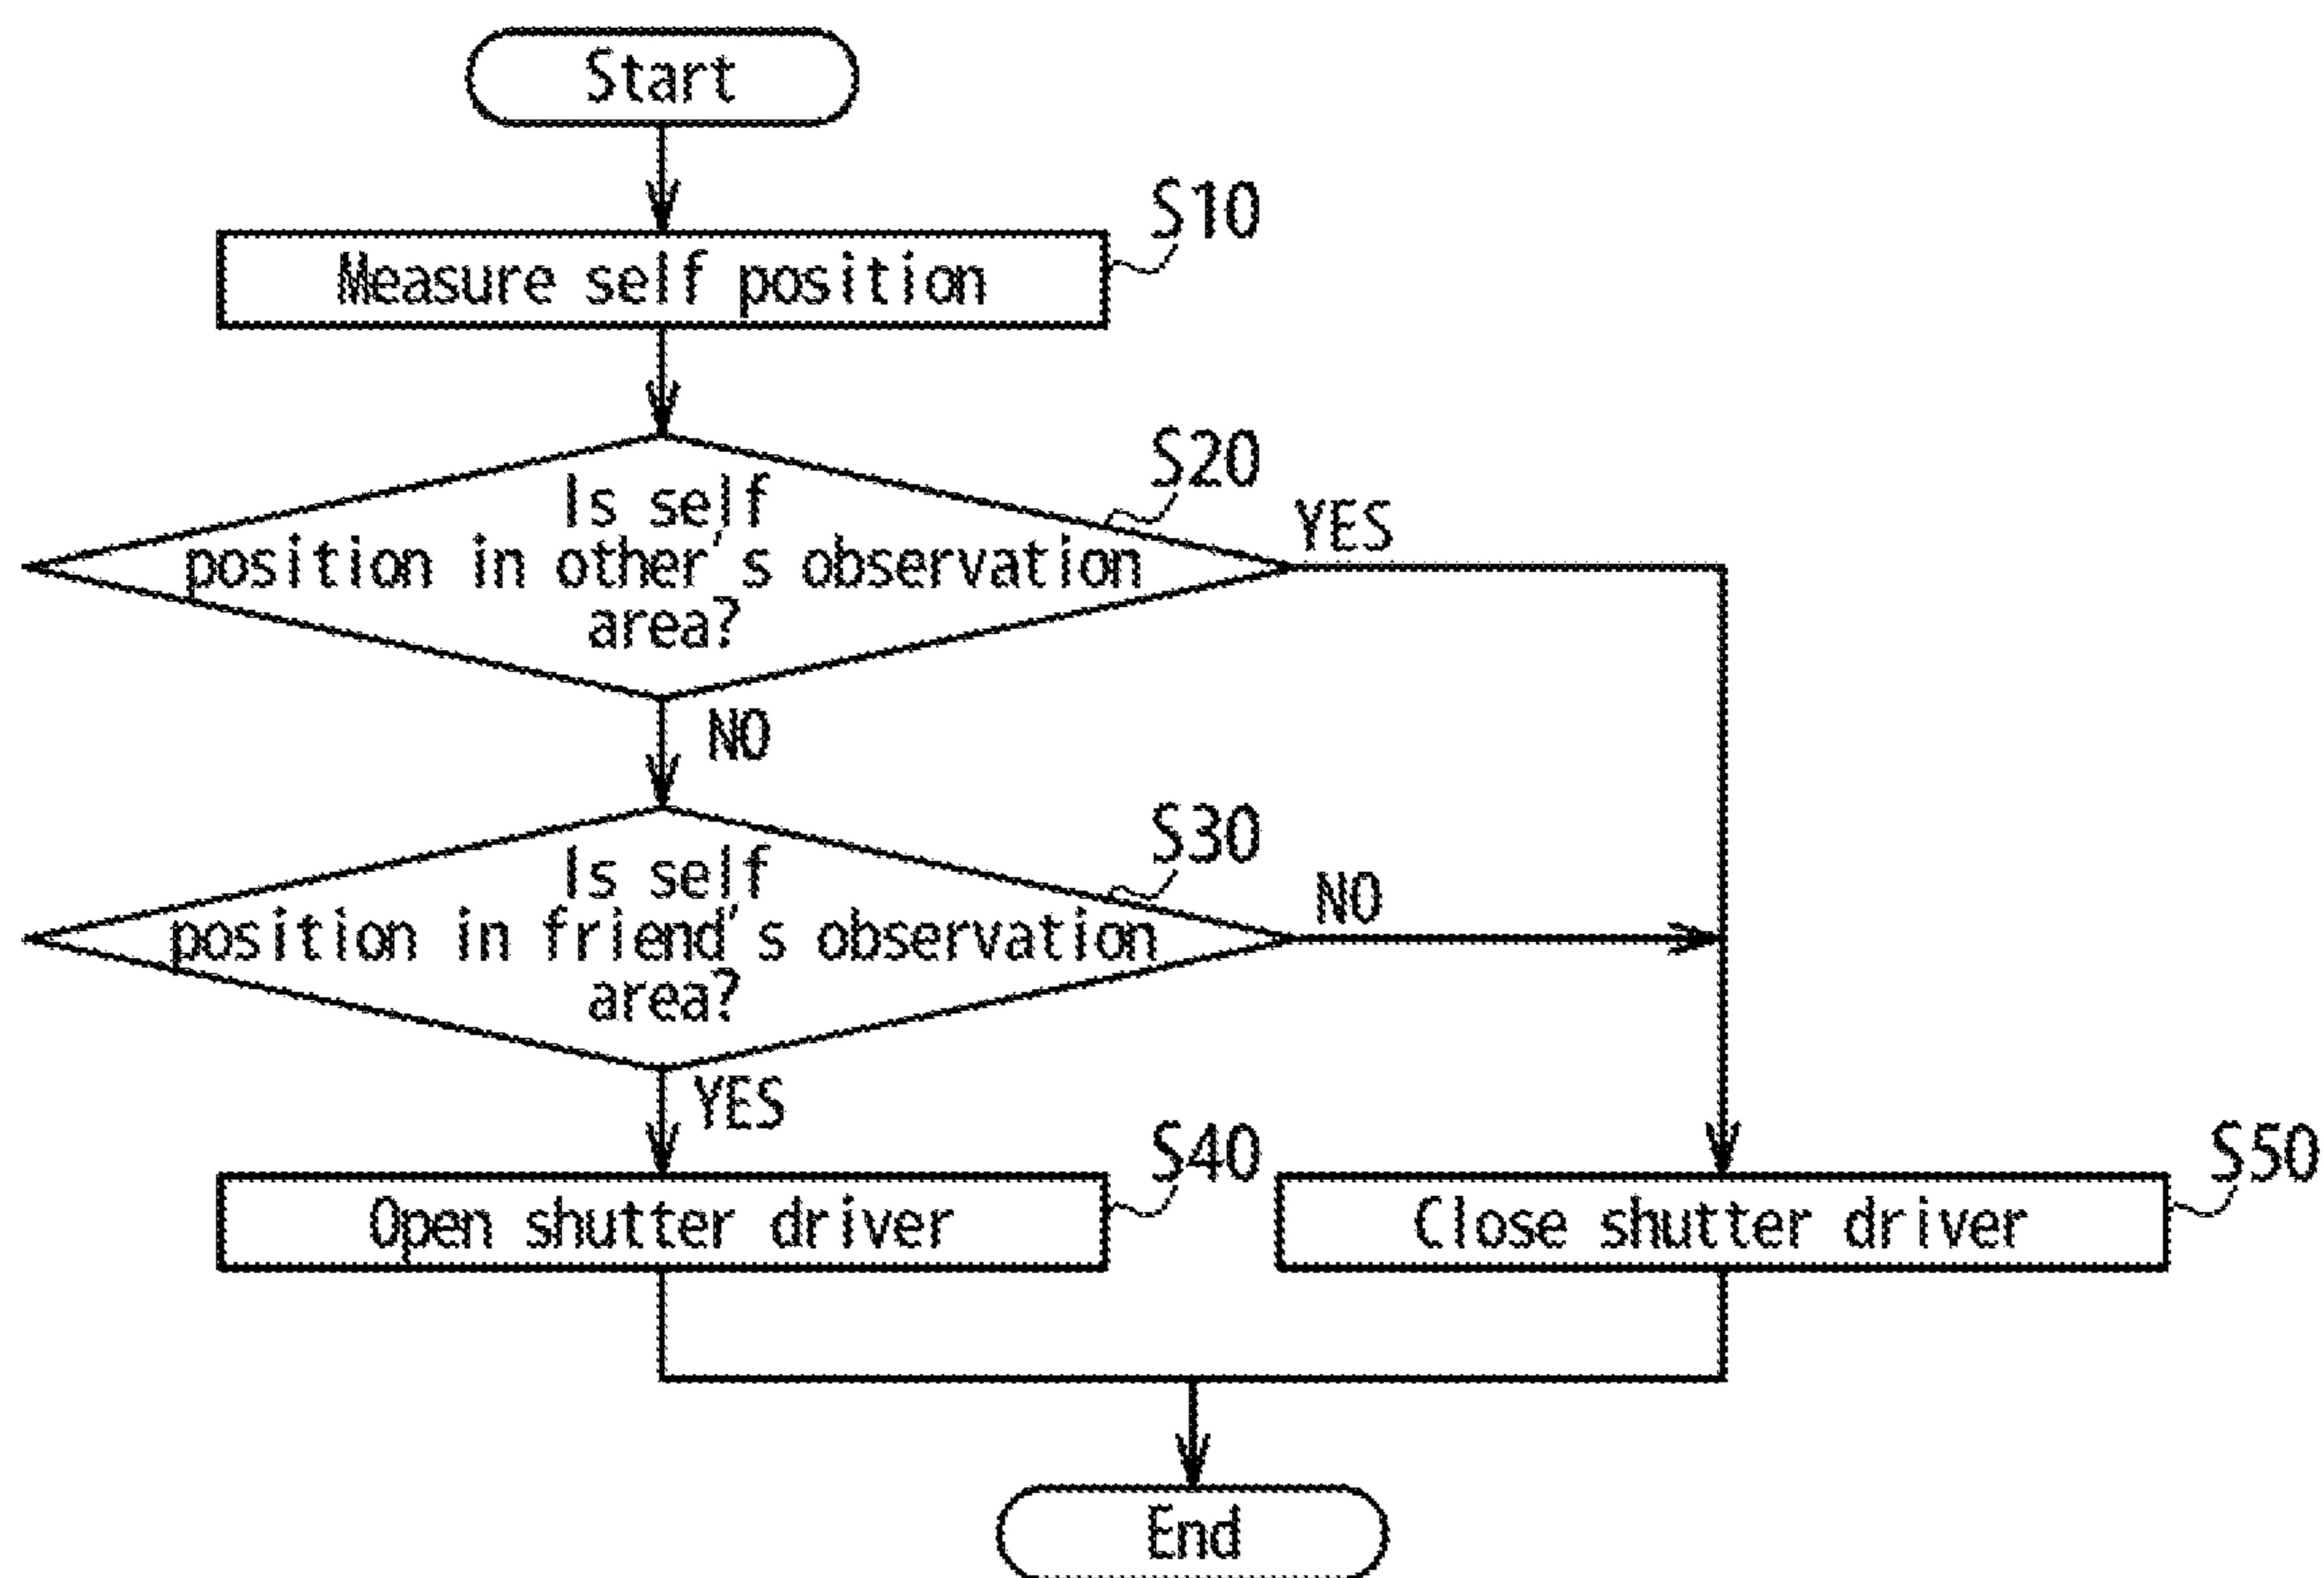 Start
S10
Measure self position
S20
Is self
position in other's observation
area?
YES
NO
S30
Is self
position in friend's observation
area?
NO
YES
S40
Open shutter driver
S50
Close shutter driver
End